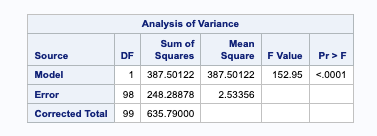 Analysis of Variance
Source DF Sum of Squares Mean Square F Value Pr > F
Model 1 387.50122 387.50122 152.95 <.0001
Error 98 248.28878 2.53356
Corrected Total 99 635.79000